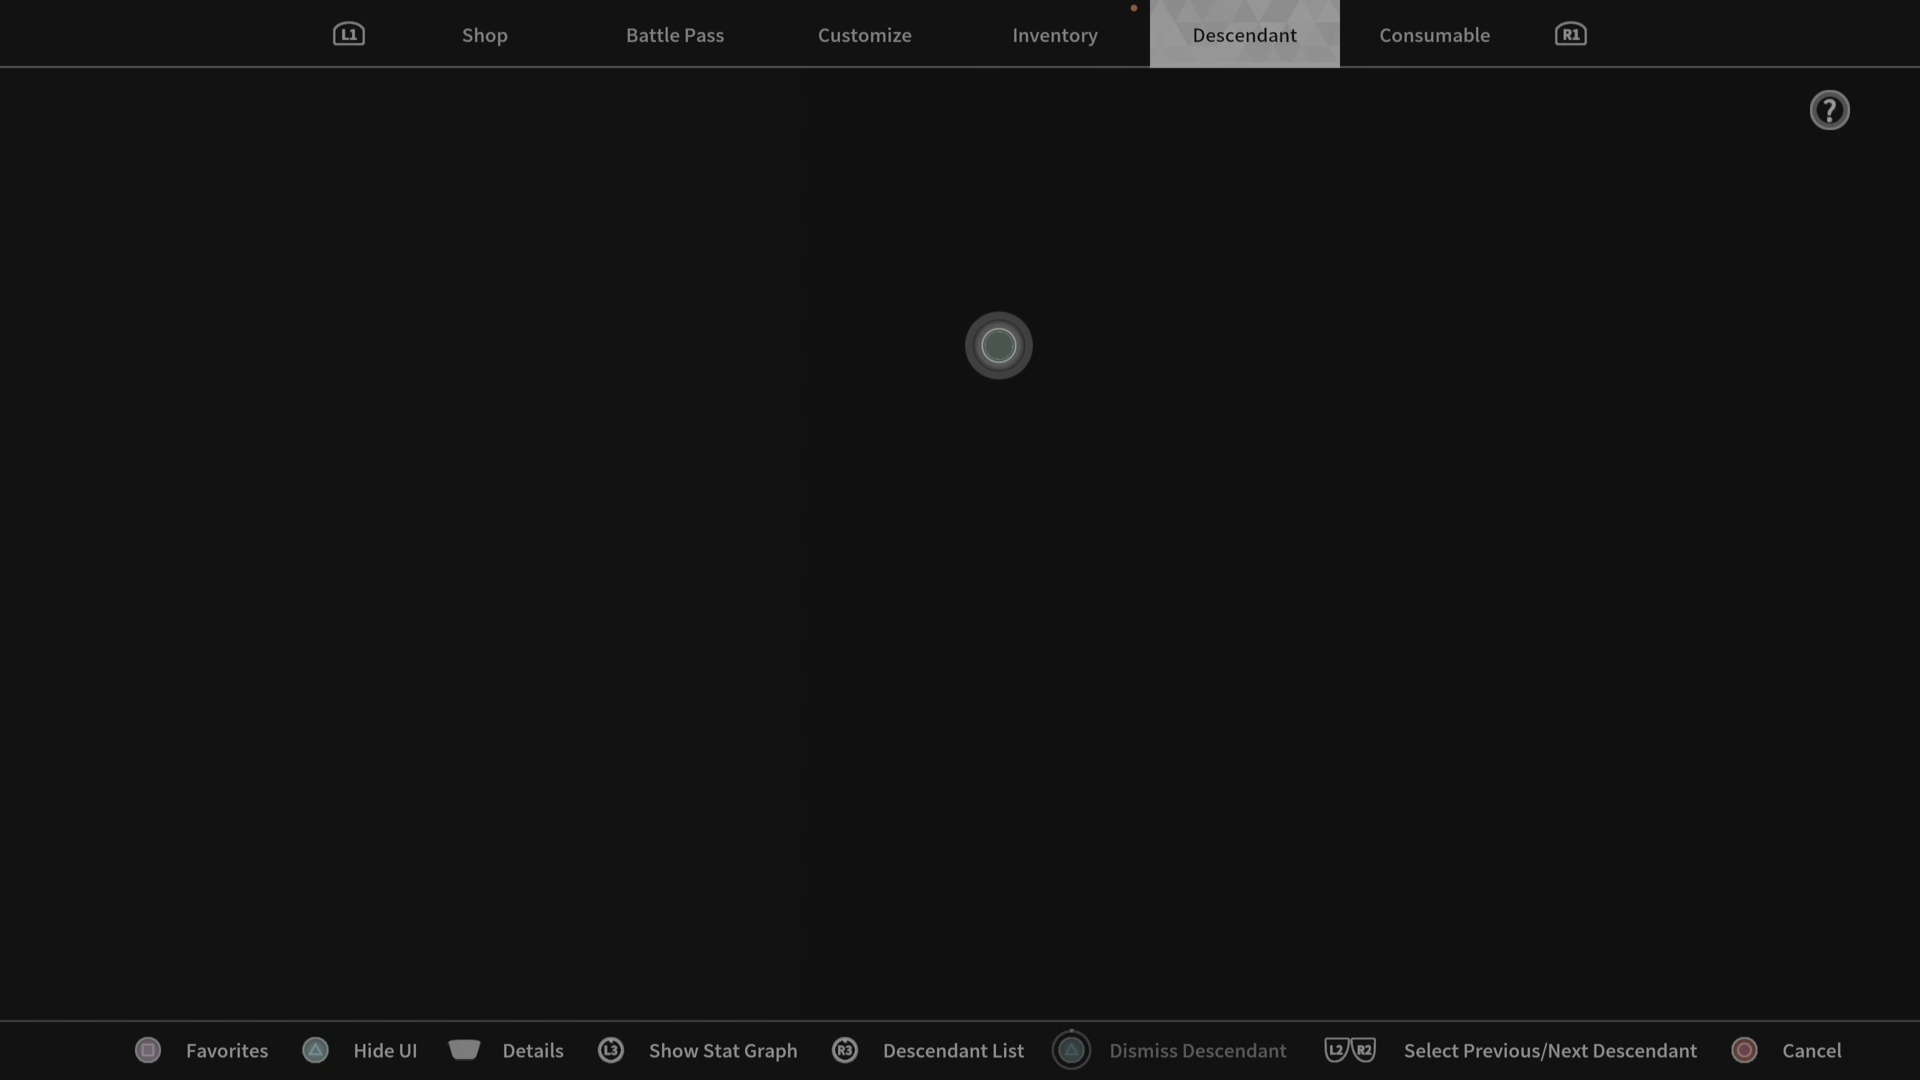 L1 Shop Battle Pass Customize Inventory Descendant Consumable R1
?
Favorites Hide UI Details L3 Show Stat Graph R3 Descendant List Dismiss Descendant L2 R2 Select Previous/Next Descendant Cancel